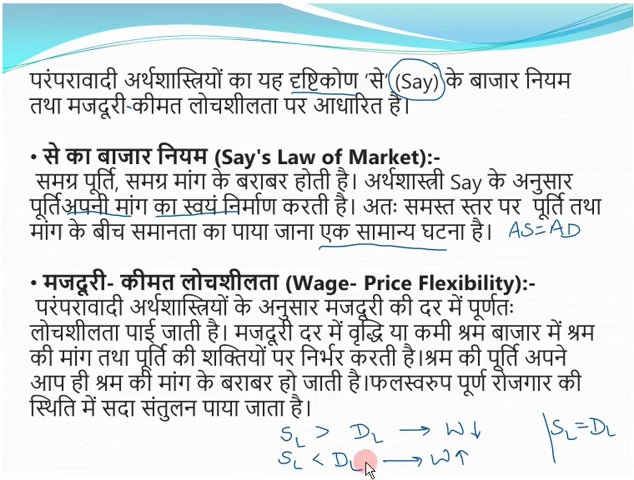 परंपरावादी अर्थशास्त्रियों का यह दृष्टिकोण 'से' (Say) के बाजार नियम
तथा मजदूरी-कीमत लोचशीलता पर आधारित है।
• से का बाजार नियम (Say's Law of Market):-
समग्र पूर्ति, समग्र मांग के बराबर होती है। अर्थशास्त्री Say के अनुसार
पूर्ति अपनी मांग का स्वयं निर्माण करती है। अतः समस्त स्तर पर पूर्ति तथा
मांग के बीच समानता का पाया जाना एक सामान्य घटना है। AS=AD
• मजदूरी- कीमत लोचशीलता (Wage- Price Flexibility):-
परंपरावादी अर्थशास्त्रियों के अनुसार मजदूरी की दर में पूर्णतः
लोचशीलता पाई जाती है। मजदूरी दर में वृद्धि या कमी श्रम बाजार में श्रम
की मांग तथा पूर्ति की शक्तियों पर निर्भर करती है।श्रम की पूर्ति अपने
आप ही श्रम की मांग के बराबर हो जाती है।फलस्वरुप पूर्ण रोजगार की
स्थिति में सदा संतुलन पाया जाता है।
SL > DL → W↓ | SL = DL
SL < DL → W↑